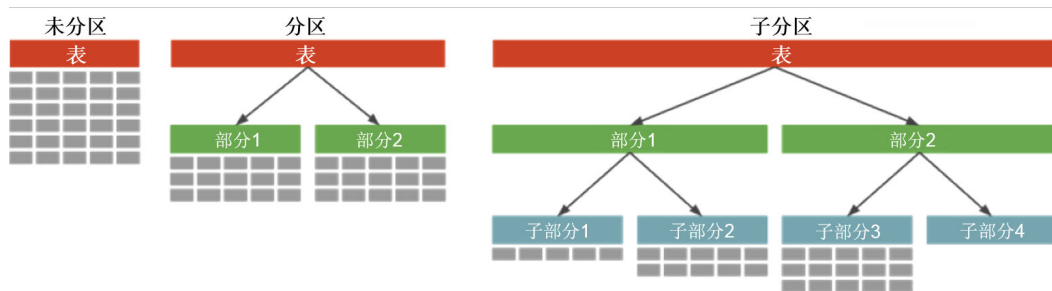 未分区
分区
子分区
表
表
表
部分1
部分2
部分1
部分2
子部分1
子部分2
子部分3
子部分4